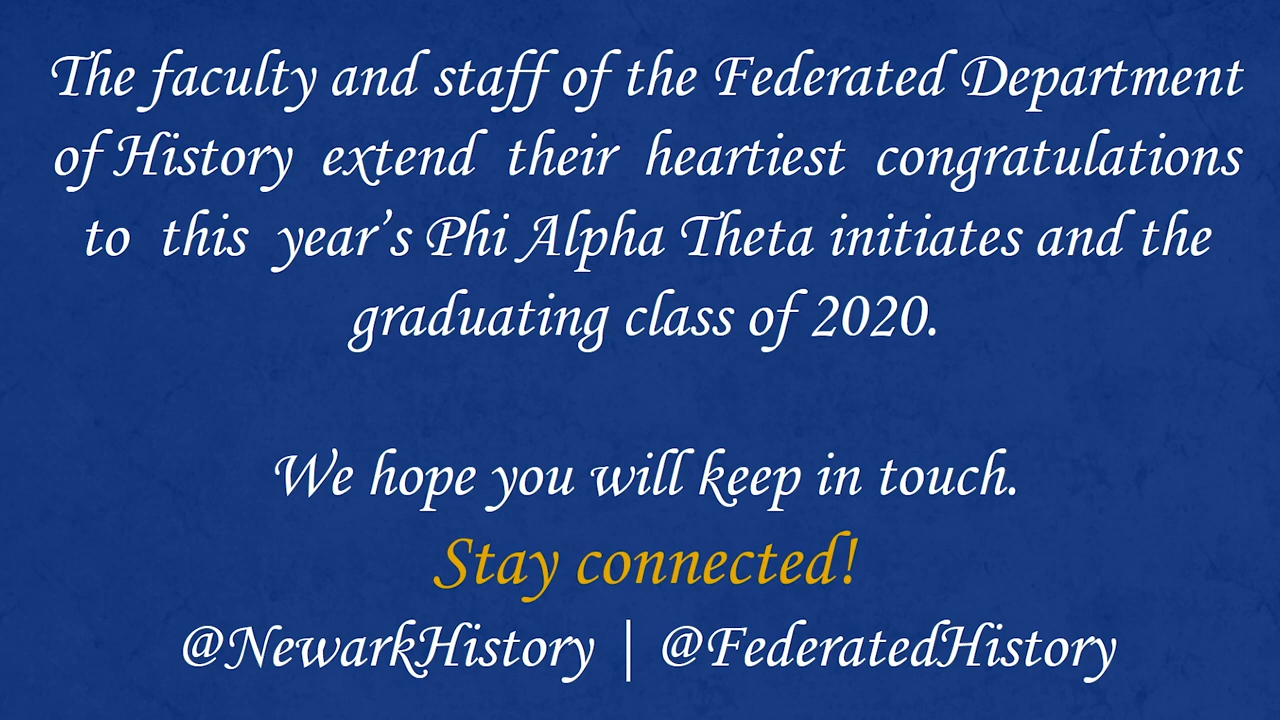 The faculty and staff of the Federated Department
of History extend their heartiest congratulations
to this year’s Phi Alpha Theta initiates and the
graduating class of 2020.
We hope you will keep in touch.
Stay connected!
@NewarkHistory | @FederatedHistory